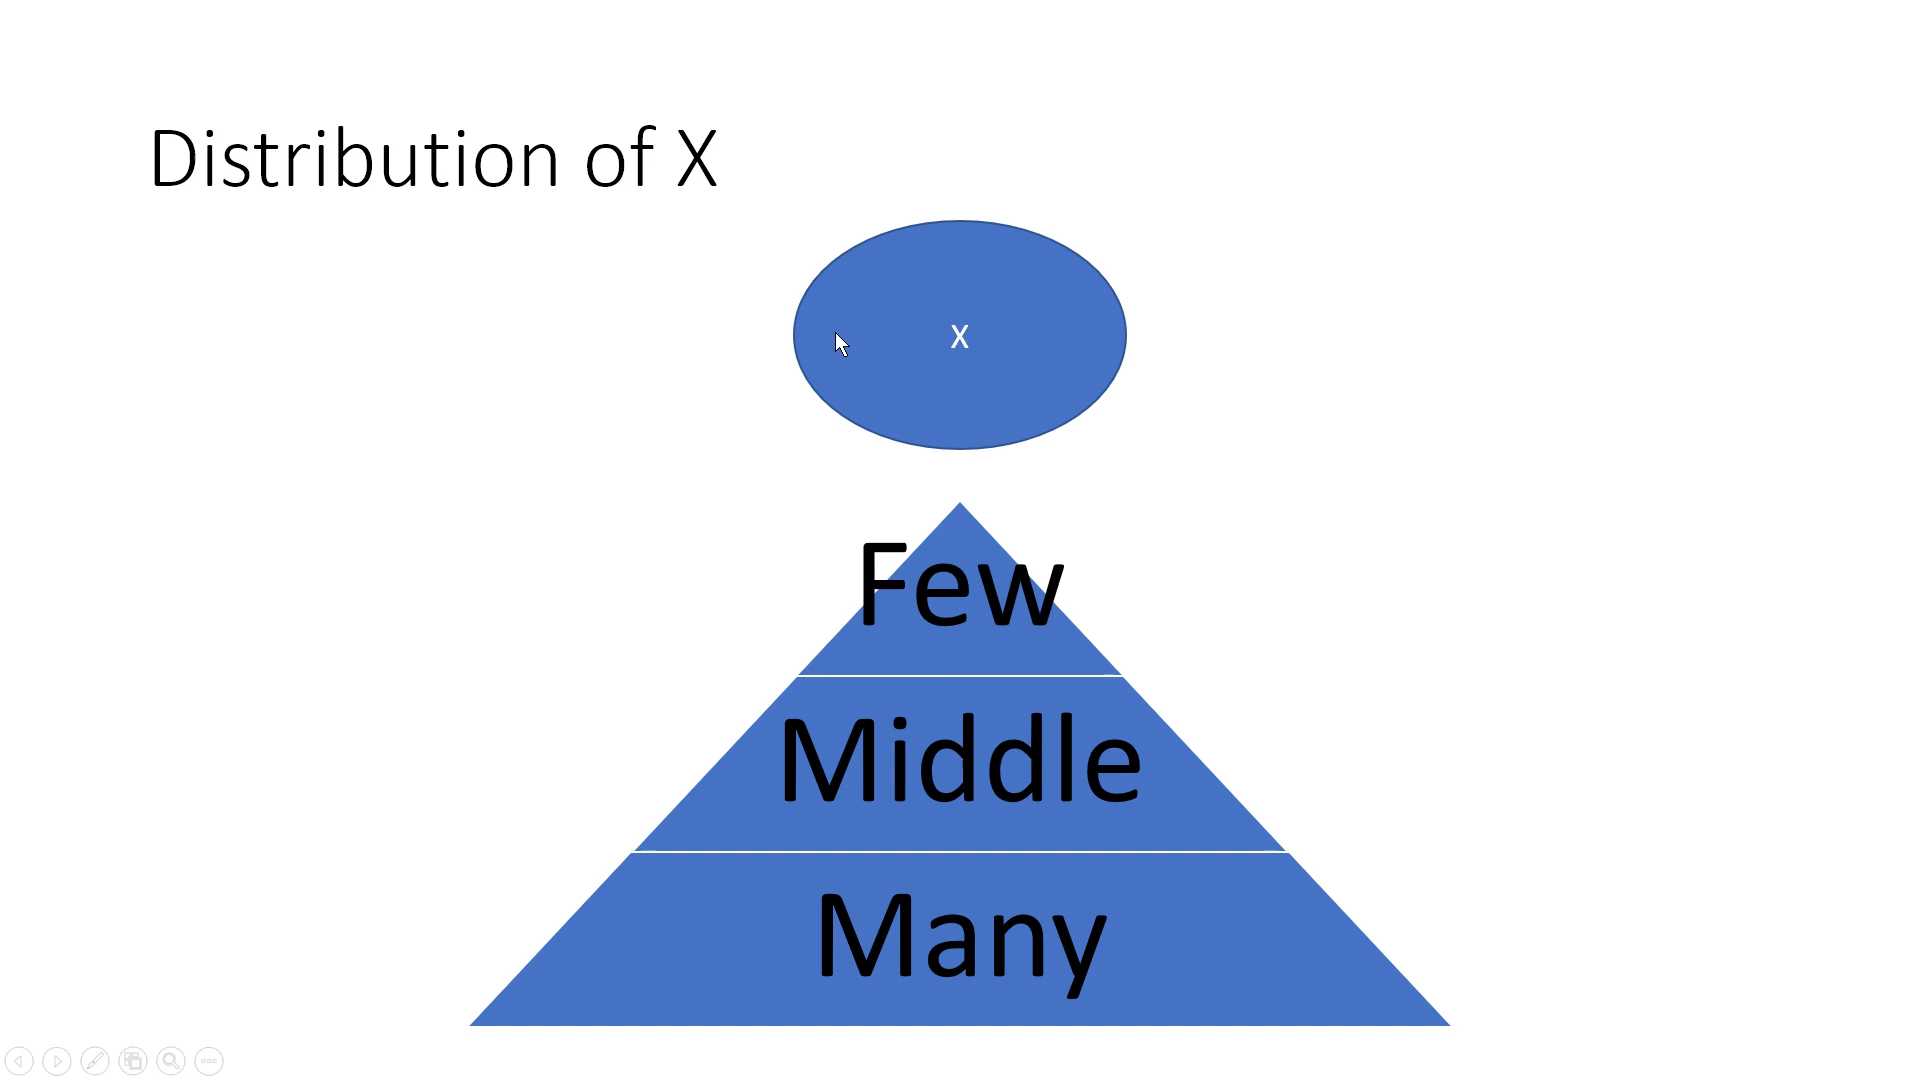 Distribution of X
X
Few
Middle
Many